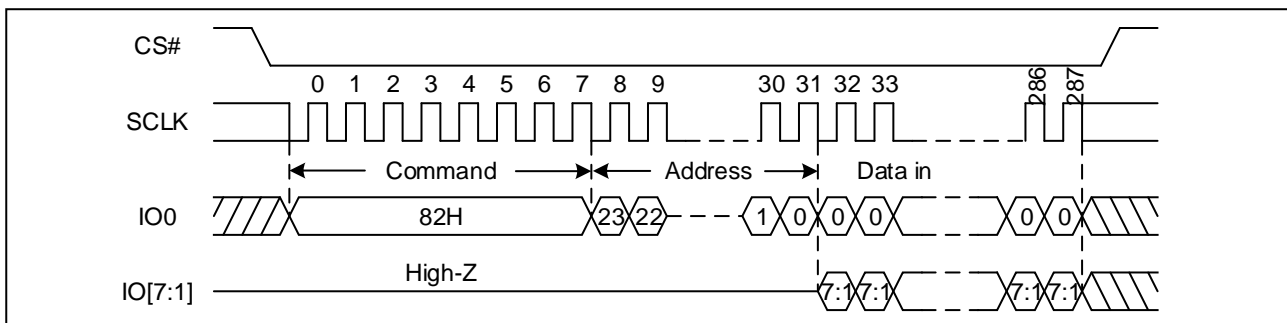 CS#
0 1 2 3 4 5 6 7 8 9 30 31 32 33 286 287
SCLK
Command Address Data in
IO0 82H 23 22 1 0 0 0 0 0
High-Z
IO[7:1] 7:1 7:1 7:1 7:1